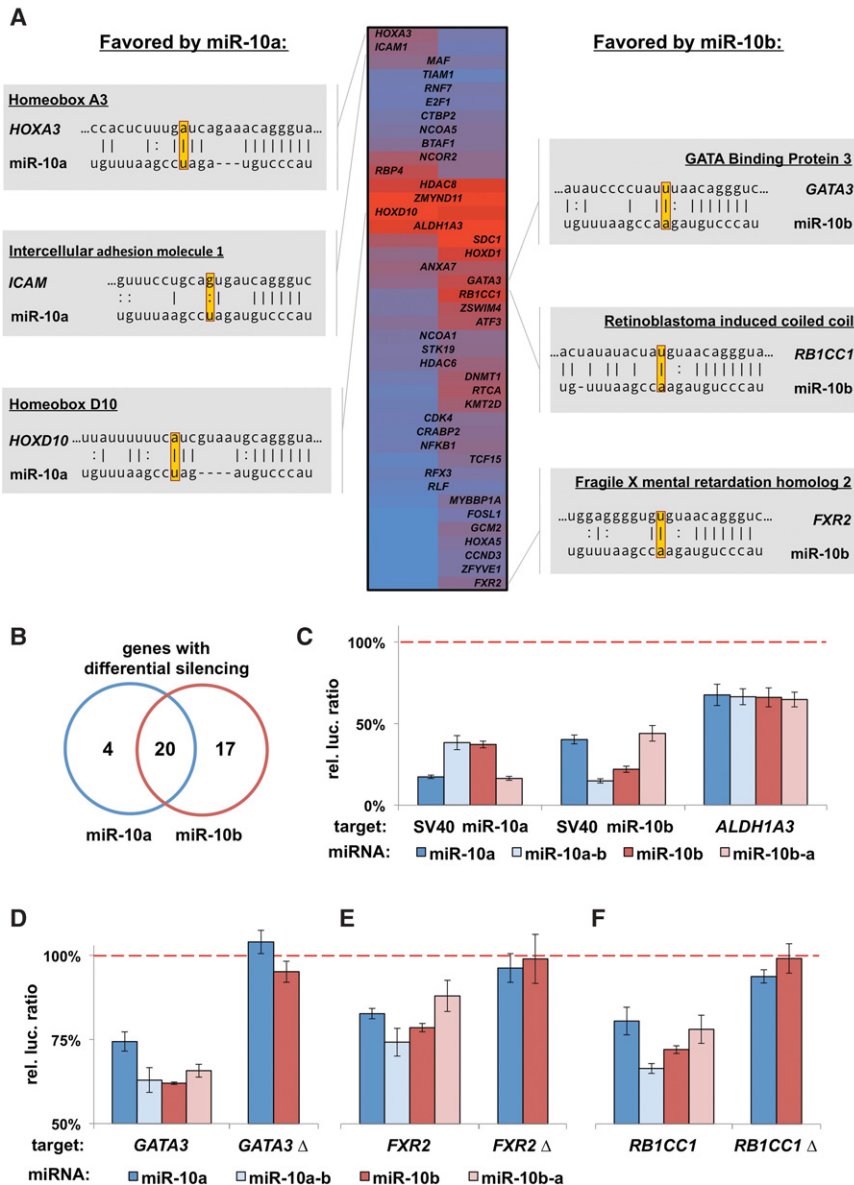 A
Favored by miR-10a:
Favored by miR-10b:
Homeobox A3
HOXA3
...ccacucuuugaucagaaacagggua...
miR-10a
uguuuaagccuaga---ugucccau
Intercellular adhesion molecule 1
ICAM
...guuuccugcagugaucagggguc
miR-10a
uguuuaagccuagaugucccau
Homeobox D10
HOXD10
...uuauuuuuucaucguaaugcagggua...
miR-10a
uguuuaagccuag----augucccau
HOXA3
ICAM1
MAF
TIAM1
RNF7
E2F1
CTBP2
NCOA5
BTAF1
NCOR2
RBP4
HDAC8
ZMYND11
HOXD10
ALDH1A3
SDC1
HOXD1
ANXA7
GATA3
RB1CC1
ZSWIM4
ATF3
NCOA1
STK19
HDAC6
DNMT1
RTCA
KMT2D
CDK4
CRABP2
NFKB1
TCF15
RFX3
RLF
MYBBP1A
FOSL1
GCM2
HOXA5
CCND3
ZFYVE1
FXR2
GATA Binding Protein 3
...auauccccuauuuaacagggguc...
GATA3
uguuuaagccaagaugucccau
miR-10b
Retinoblastoma induced coiled coil
...acuauauacuauguaacagggua...
RB1CC1
ug-uuuaagccaagaugucccau
miR-10b
Fragile X mental retardation homolog 2
...uggaggggguguguaacagggguc...
FXR2
uguuuaagccaagaugucccau
miR-10b
B
genes with
differential silencing
4
20
17
miR-10a
miR-10b
C
rel. luc. ratio
100%
50%
0%
target:
SV40 miR-10a
SV40 miR-10b
ALDH1A3
miRNA:
miR-10a
miR-10a-b
miR-10b
miR-10b-a
D
E
F
rel. luc. ratio
100%
75%
50%
target:
GATA3
GATA3 Δ
FXR2
FXR2 Δ
RB1CC1
RB1CC1 Δ
miRNA:
miR-10a
miR-10a-b
miR-10b
miR-10b-a